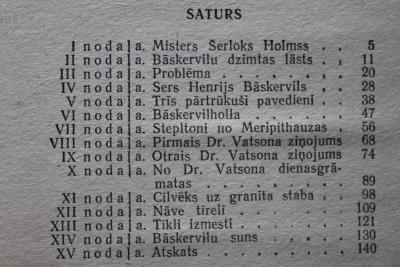 SATURS
I nodaļa. Misters Šerloks Holmss . . 5
II nodaļa. Bāskervilu dzimtas lāsts . . 11
III nodaļa. Problēma . . . . . . . 20
IV nodaļa. Sers Henrijs Bāskervils . . 28
V nodaļa. Trīs pārtrūkuši pavedieni . . 38
VI nodaļa. Bāskervilholla . . . . . 47
VII nodaļa. Stepltoni no Meripithauzas . 56
VIII nodaļa. Pirmais Dr. Vatsona ziņojums 68
IX nodaļa. Otrais Dr. Vatsona ziņojums 74
X nodaļa. No Dr. Vatsona dienasgrā-
matas . . . . . . . 89
XI nodaļa. Cilvēks uz granīta staba . . 98
XII nodaļa. Nāve tīrelī . . . . . . 109
XIII nodaļa. Tīkli izmesti . . . . . 121
XIV nodaļa. Bāskervilu suns . . . . 130
XV nodaļa. Atskats . . . . . . . 140